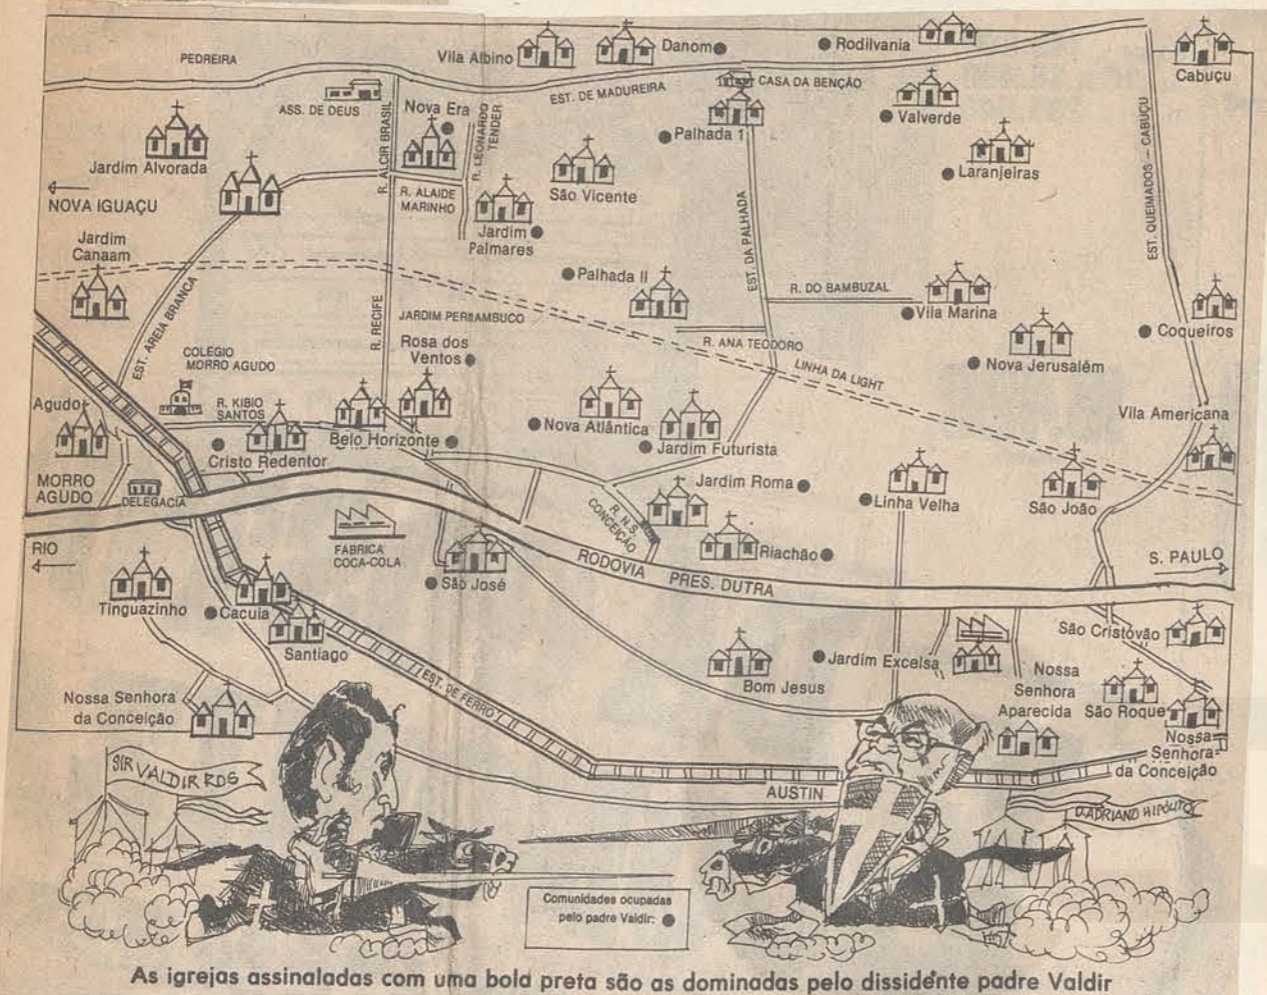 PEDREIRA
Vila Albino
Danom
Rodilvania
Cabuçu
ASS. DE DEUS
Nova Era
EST. DE MADUREIRA
CASA DA BENÇÃO
Palhada 1
Valverde
Laranjeiras
Jardim Alvorada
R. ALCIR BRASIL
R. LEONARDO
TENDER
São Vicente
EST. QUEIMADOS - CABUÇU
NOVA IGUAÇU
R. ALAIDE
MARINHO
Jardim
Palmares
EST. DA PALHADA
Jardim
Canaam
Palhada II
R. DO BAMBUZAL
Vila Marina
Coqueiros
EST. AREIA BRANCA
R. RECIFE
JARDIM PERNAMBUCO
R. ANA TEODORO
Nova Jerusalém
COLEGIO
MORRO AGUDO
Rosa dos
Ventos
LINHA DA LIGHT
Agudo
R. KIBIO
SANTOS
Cristo Redentor
Belo Horizonte
Nova Atlântica
Jardim Futurista
Vila Americana
MORRO
AGUDO
DELEGACIA
Jardim Roma
Linha Velha
São João
R. N.S.
CONCEIÇÃO
RIO
FABRICA
COCA-COLA
São José
Riachão
RODOVIA PRES. DUTRA
S. PAULO
Tinguazinho
Cacuia
Santiago
São Cristóvão
Bom Jesus
Jardim Excelsa
Nossa
Senhora
Aparecida
São Roque
Nossa
Senhora
da Conceição
Nossa Senhora
da Conceição
EST. DE FERRO
AUSTIN
SIR VALDIR ROS
D. ADRIANO HIPÓLITO
Comunidades ocupadas
pelo padre Valdir:
As igrejas assinaladas com uma bola preta são as dominadas pelo dissidente padre Valdir